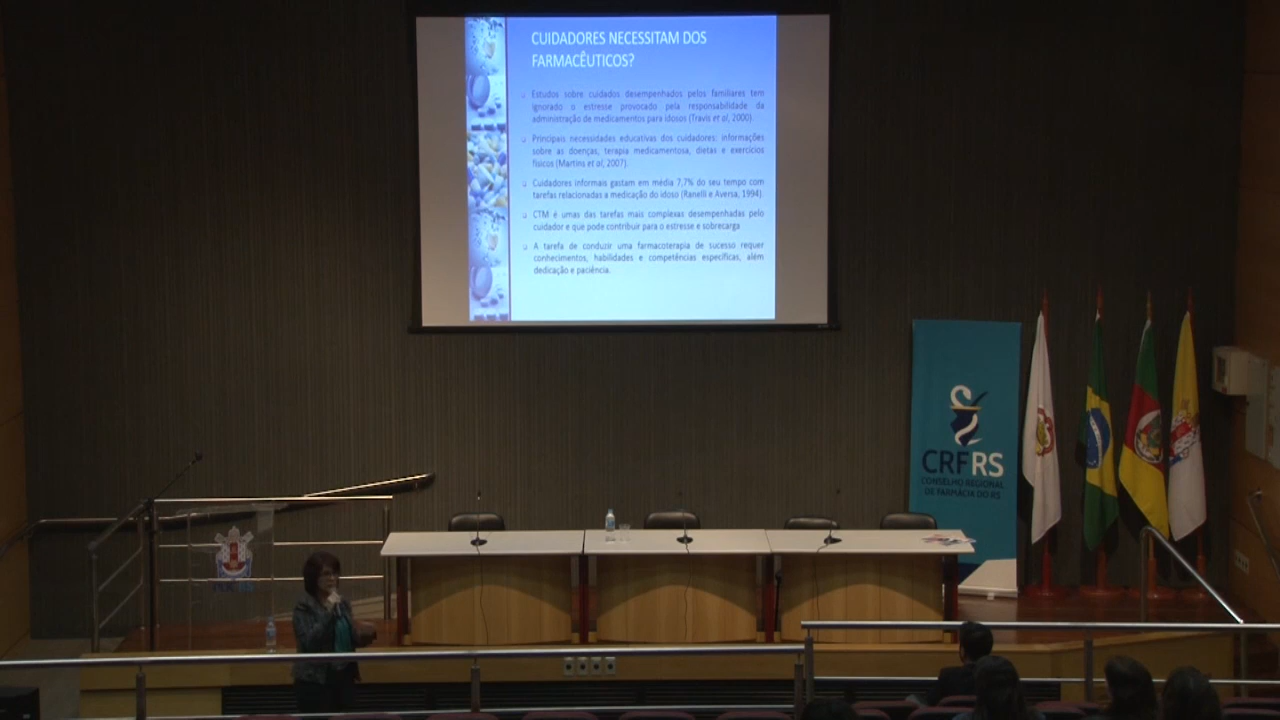 CUIDADORES NECESSITAM DOS
FARMACÊUTICOS?
Estudos sobre cuidados desempenhados pelos familiares tem
ignorado o estresse provocado pela responsabilidade da
administração de medicamentos para idosos (Travis et al, 2000).
Principais necessidades educativas dos cuidadores: informações
sobre as doenças, terapia medicamentosa, dietas e exercícios
físicos (Martins et al, 2007).
Cuidadores informais gastam em média 7,7% do seu tempo com
tarefas relacionadas a medicação do idoso (Ranelli e Aversa, 1994).
CTM é umas das tarefas mais complexas desempenhadas pelo
cuidador e que pode contribuir para o estresse e sobrecarga
A tarefa de conduzir uma farmacoterapia de sucesso requer
conhecimentos, habilidades e competências específicas, além
dedicação e paciência.
CRFRS
CONSELHO REGIONAL
DE FARMÁCIA DO RS